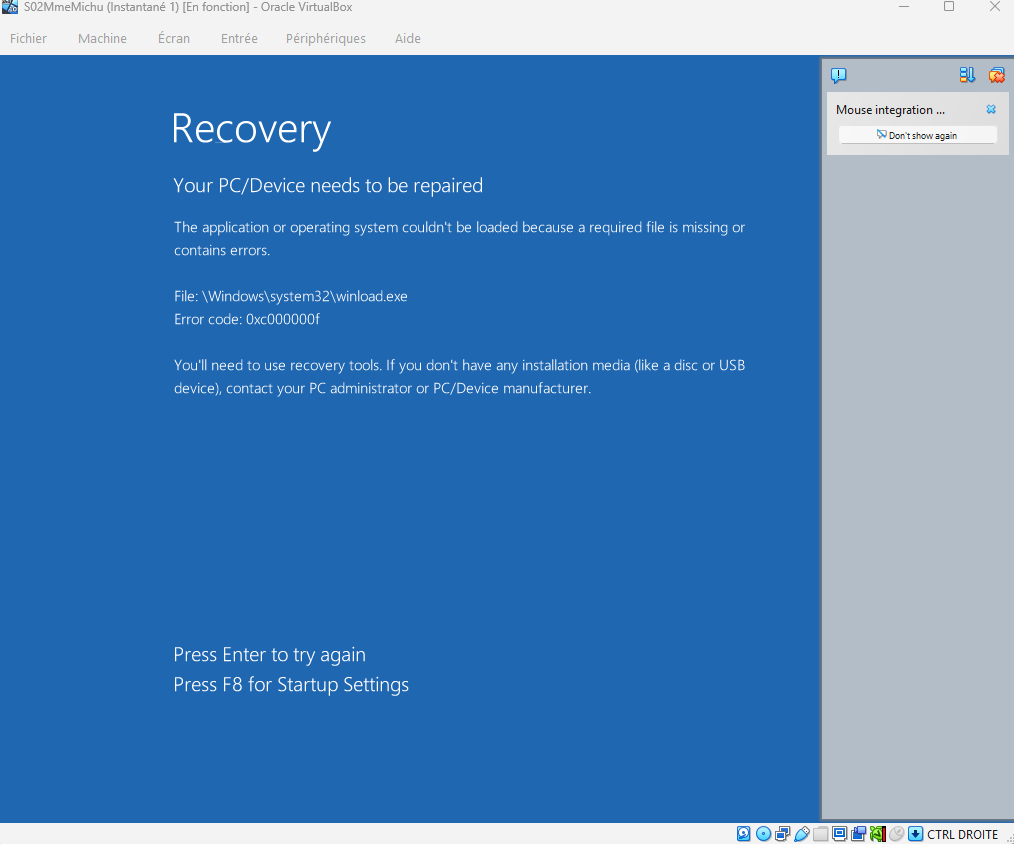 S02MmeMichu (Instantané 1) [En fonction] - Oracle VirtualBox
Fichier Machine Écran Entrée Périphériques Aide
Recovery
Your PC/Device needs to be repaired
The application or operating system couldn't be loaded because a required file is missing or
contains errors.
File: \Windows\system32\winload.exe
Error code: 0xc000000f
You'll need to use recovery tools. If you don't have any installation media (like a disc or USB
device), contact your PC administrator or PC/Device manufacturer.
Press Enter to try again
Press F8 for Startup Settings
Mouse integration ...
Don't show again
CTRL DROITE